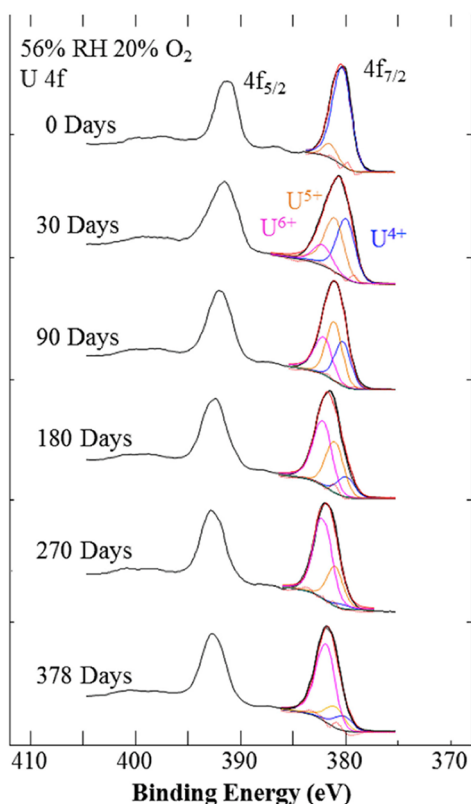 56% RH 20% O₂
U 4f
4f₅/₂
4f₇/₂
0 Days
U⁵⁺
30 Days
U⁶⁺
U⁴⁺
90 Days
180 Days
270 Days
378 Days
410 400 390 380 370
Binding Energy (eV)